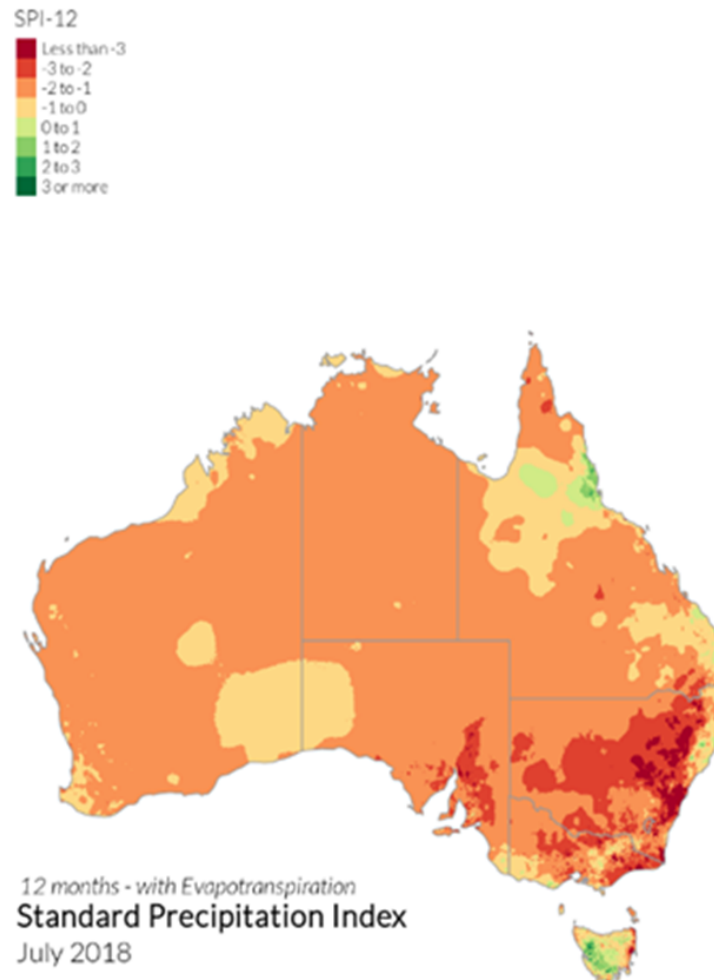 SPI-12
Less than -3
-3 to -2
-2 to -1
-1 to 0
0 to 1
1 to 2
2 to 3
3 or more
12 months - with Evapotranspiration
Standard Precipitation Index
July 2018